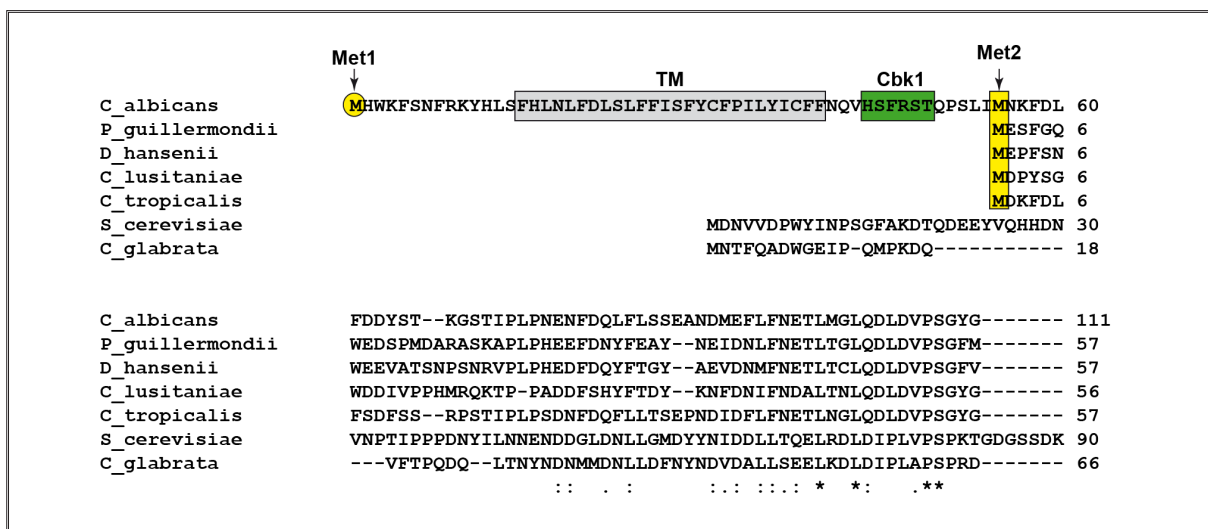 Met1 Met2
TM Cbk1
C_albicans MHWKFSNFRKYHLSFHLNLFDLSLFFISFYCFPILYICFFNQVHSFRSTQPSLIMNKFDL 60
P_guillermondii MESFGQ 6
D_hansenii MEPFSN 6
C_lusitaniae MDPYSG 6
C_tropicalis MDKFDL 6
S_cerevisiae MDNVVDPWYINPSGFAKDTQDEEYVQHHDN 30
C_glabrata MNTFQADWGEIP-QMPKDQ----------- 18
C_albicans FDDYST--KGSTIPLPNENFDQLFLSSEANDMEFLFNETLMGLQDLDVPSGYG------- 111
P_guillermondii WEDSPMDARASKAPLPHEEFDNYFEAY--NEIDNLFNETLTGLQDLTVPSGFM------- 57
D_hansenii WEEVATSNPSNRVPLPHEDFDQYFTGY--AEVDNMFNETLTCLQDLDVPSGFV------- 57
C_lusitaniae WDDIVPPHMRQKTP-PADDFSHYFTDY--KNFDNIFNDALTNLQDLDVPSGYG------- 56
C_tropicalis FSDFSS--RPSTIPLPSDNFDQFLLTSEPNDIDFLFNETLNGLQDLDVPSGYG------- 57
S_cerevisiae VNPTIPPPDNYILNNENDDGLDNLLGMDYYNIDDLLTQELRDLDIPLVPSPKTGDGSSDK 90
C_glabrata ---VFTPQDQ--LTNYNDNMMDNLLDFNYNDVDALLSEELKDLDIPLAPSPRD------- 66
:: . : :.: ::.: * *: .**